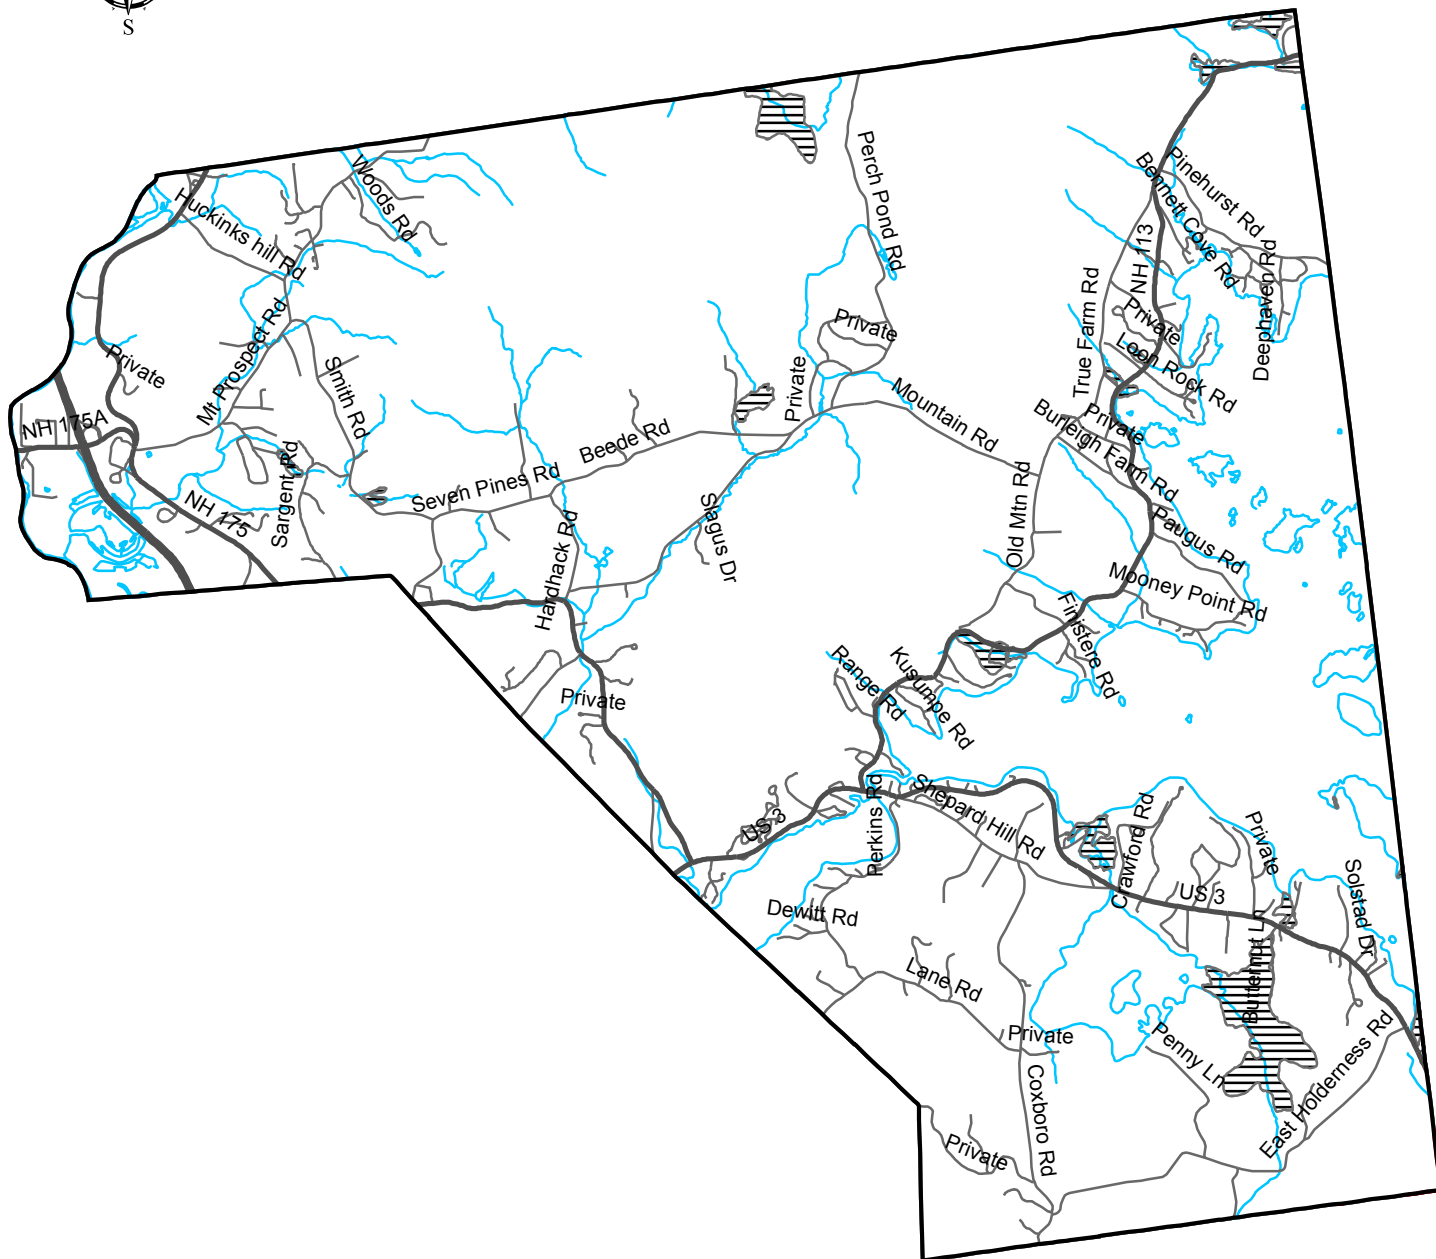 S
Perch Pond Rd
Pinehurst Rd
Bennett Cove Rd
Woods Rd
Huckinks hill Rd
NH 113
Deephaven Rd
True Farm Rd
Private
Private
Loon Rock Rd
Mt Prospect Rd
Private
Smith Rd
Private
Mountain Rd
Private
Burleigh Farm Rd
NH 175A
Beede Rd
Seven Pines Rd
Sargent Rd
NH 175
Slagus Dr
Hardhack Rd
Old Mtn Rd
Paugus Rd
Mooney Point Rd
Finistere Rd
Range Rd
Kusumpe Rd
Private
US 3
Perkins Rd
Shepard Hill Rd
Crawford Rd
Private
US 3
Solstad Dr
Dewitt Rd
Butternut Ln
Lane Rd
Private
Penny Ln
East Holderness Rd
Coxboro Rd
Private